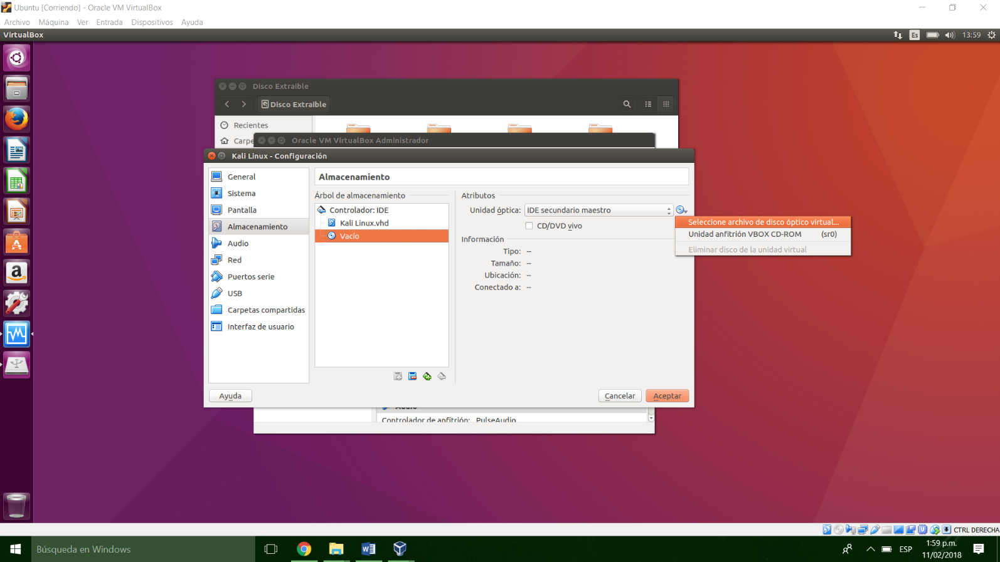 Ubuntu [Corriendo] - Oracle VM VirtualBox
Archivo Máquina Ver Entrada Dispositivos Ayuda
VirtualBox
Es 13:59
Disco Extraible
Disco Extraible
Recientes
Carpe
Oracle VM VirtualBox Administrador
Kali Linux - Configuración
General
Sistema
Pantalla
Almacenamiento
Audio
Red
Puertos serie
USB
Carpetas compartidas
Interfaz de usuario
Almacenamiento
Árbol de almacenamiento
Controlador: IDE
Kali Linux.vhd
Vacío
Atributos
Unidad óptica: IDE secundario maestro
CD/DVD vivo
Información
Tipo: --
Tamaño: --
Ubicación: --
Conectado a: --
Seleccione archivo de disco óptico virtual...
Unidad anfitrión VBOX CD-ROM (sr0)
Eliminar disco de la unidad virtual
Ayuda
Cancelar
Aceptar
Audio
Controlador de anfitrión: PulseAudio
CTRL DERECHA
Búsqueda en Windows
ESP
1:59 p.m.
11/02/2018